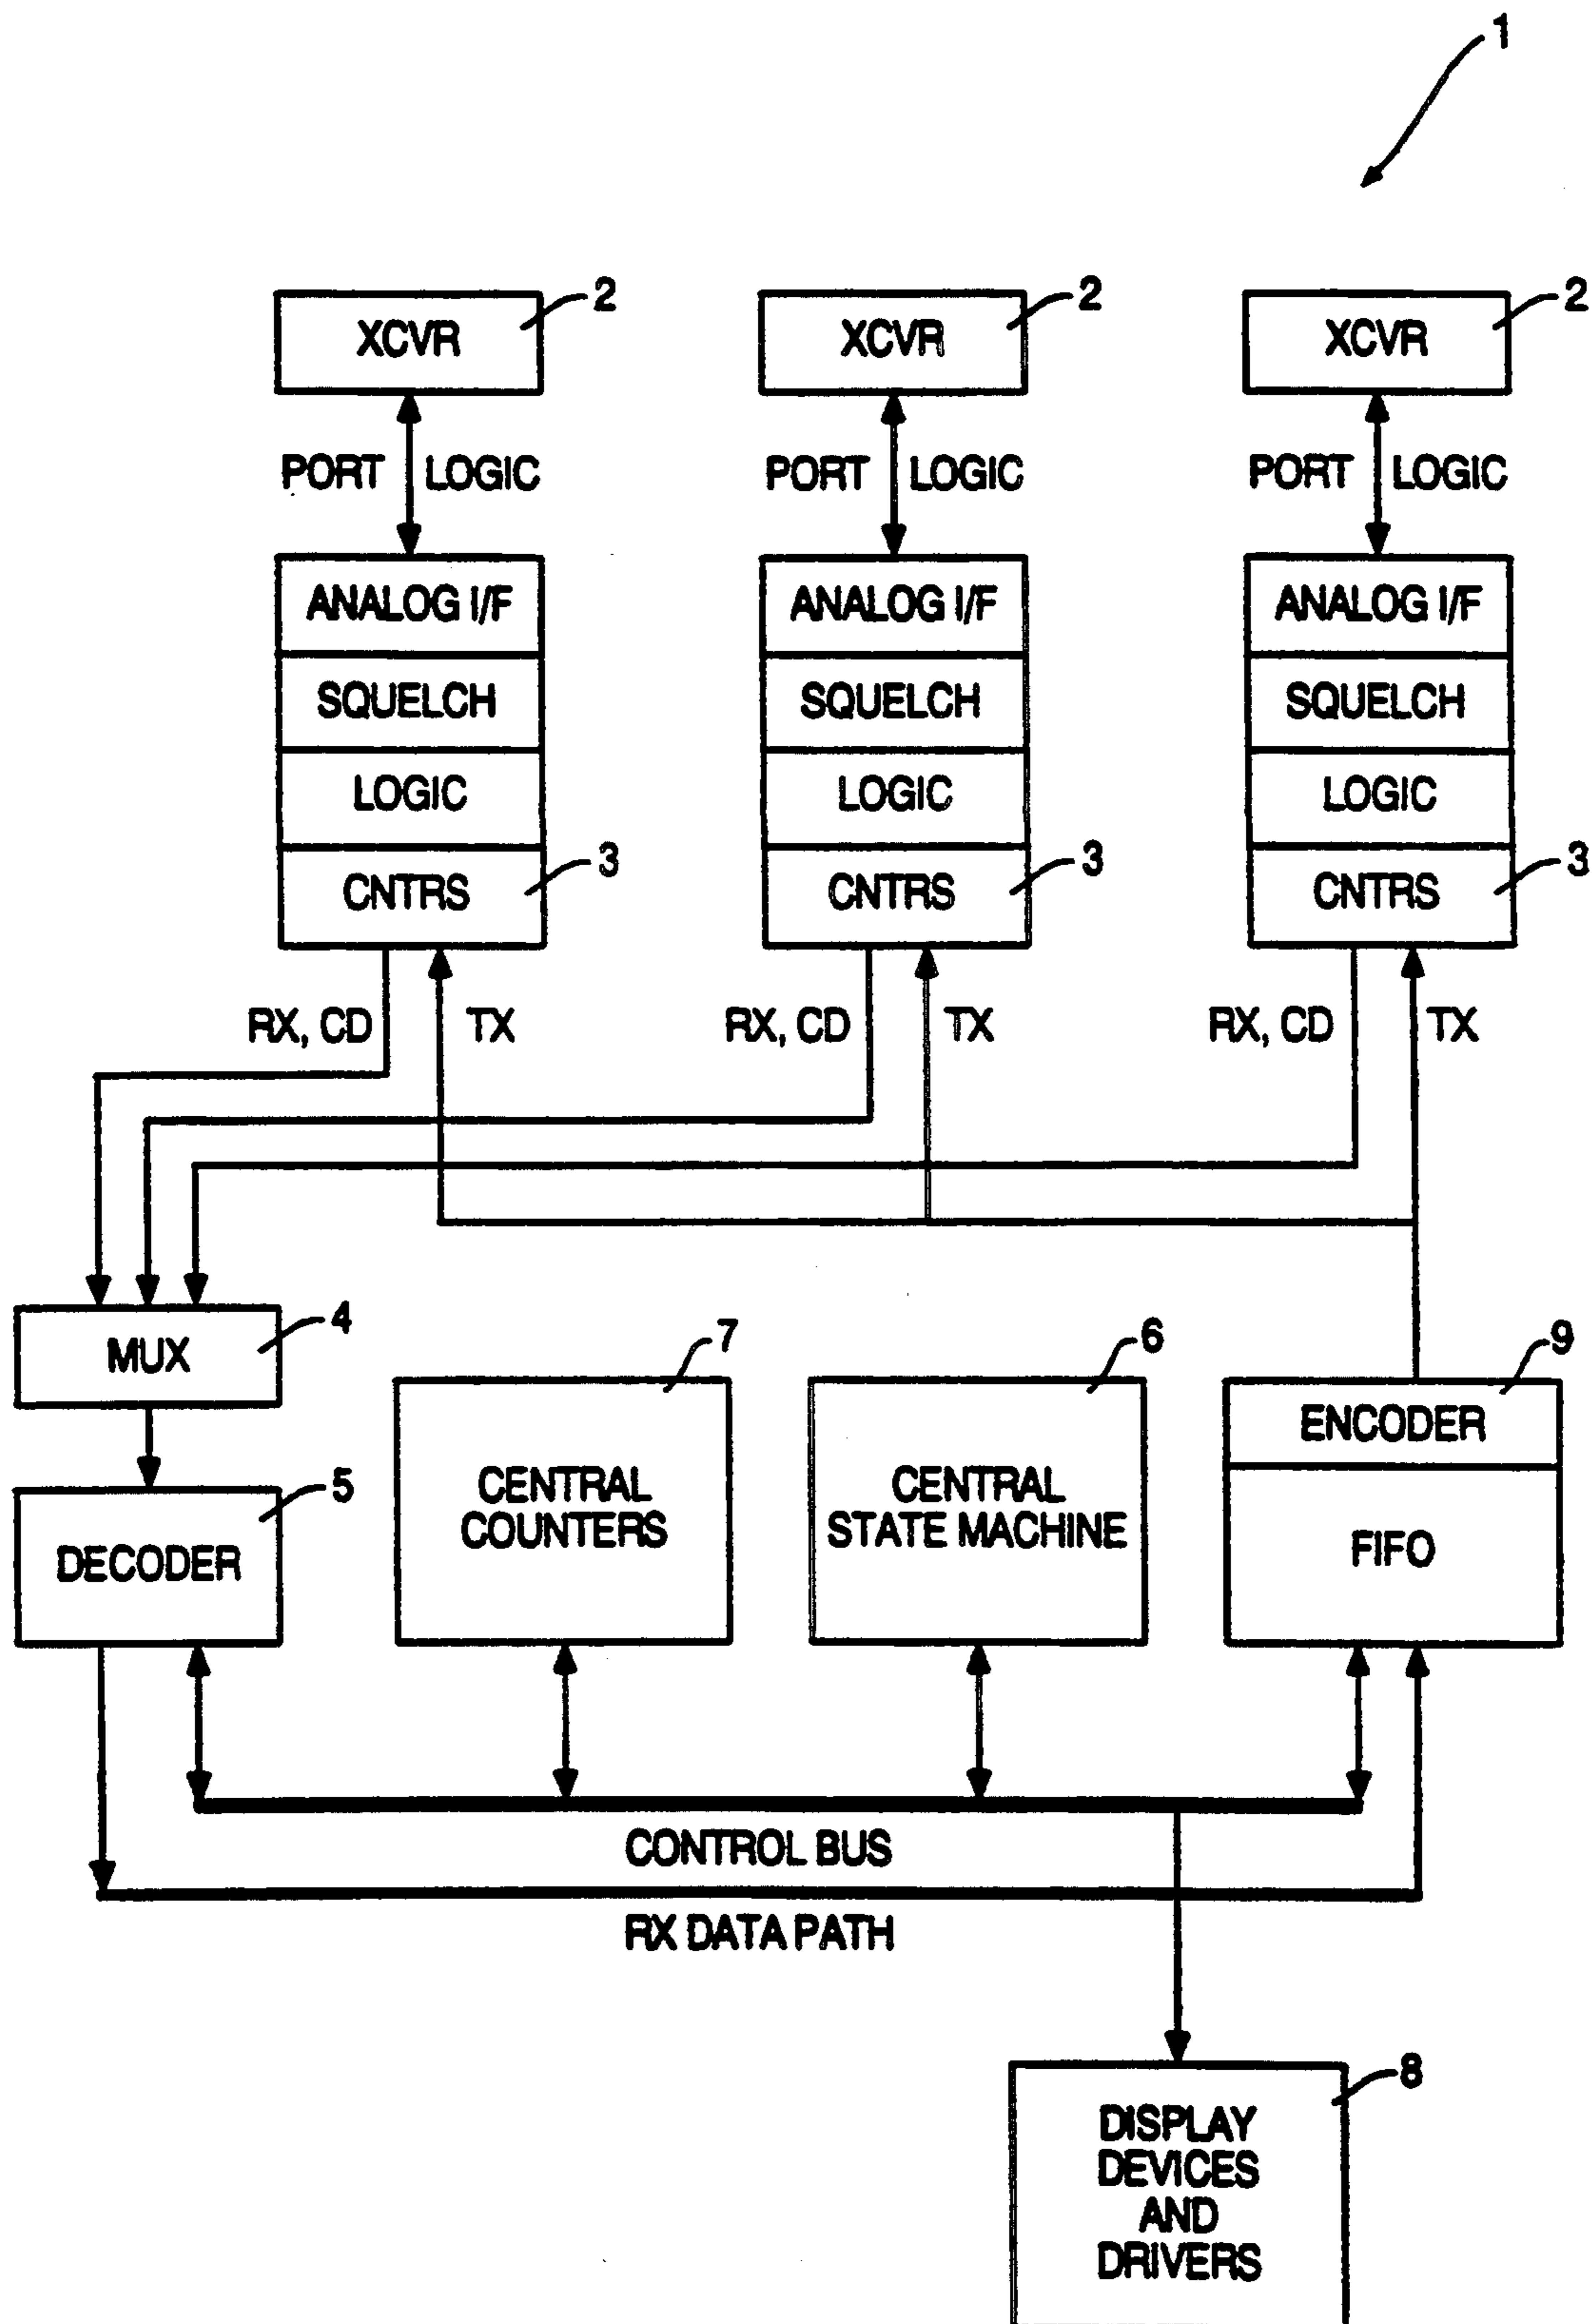 1
2 2 2
XCVR XCVR XCVR
PORT LOGIC PORT LOGIC PORT LOGIC
ANALOG I/F ANALOG I/F ANALOG I/F
SQUELCH SQUELCH SQUELCH
LOGIC LOGIC LOGIC
3 3 3
CNTRS CNTRS CNTRS
RX, CD TX RX, CD TX RX, CD TX
4
MUX
7 6 9
ENCODER
5
CENTRAL
COUNTERS
CENTRAL
STATE MACHINE
DECODER
FIFO
CONTROL BUS
RX DATA PATH
8
DISPLAY
DEVICES
AND
DRIVERS